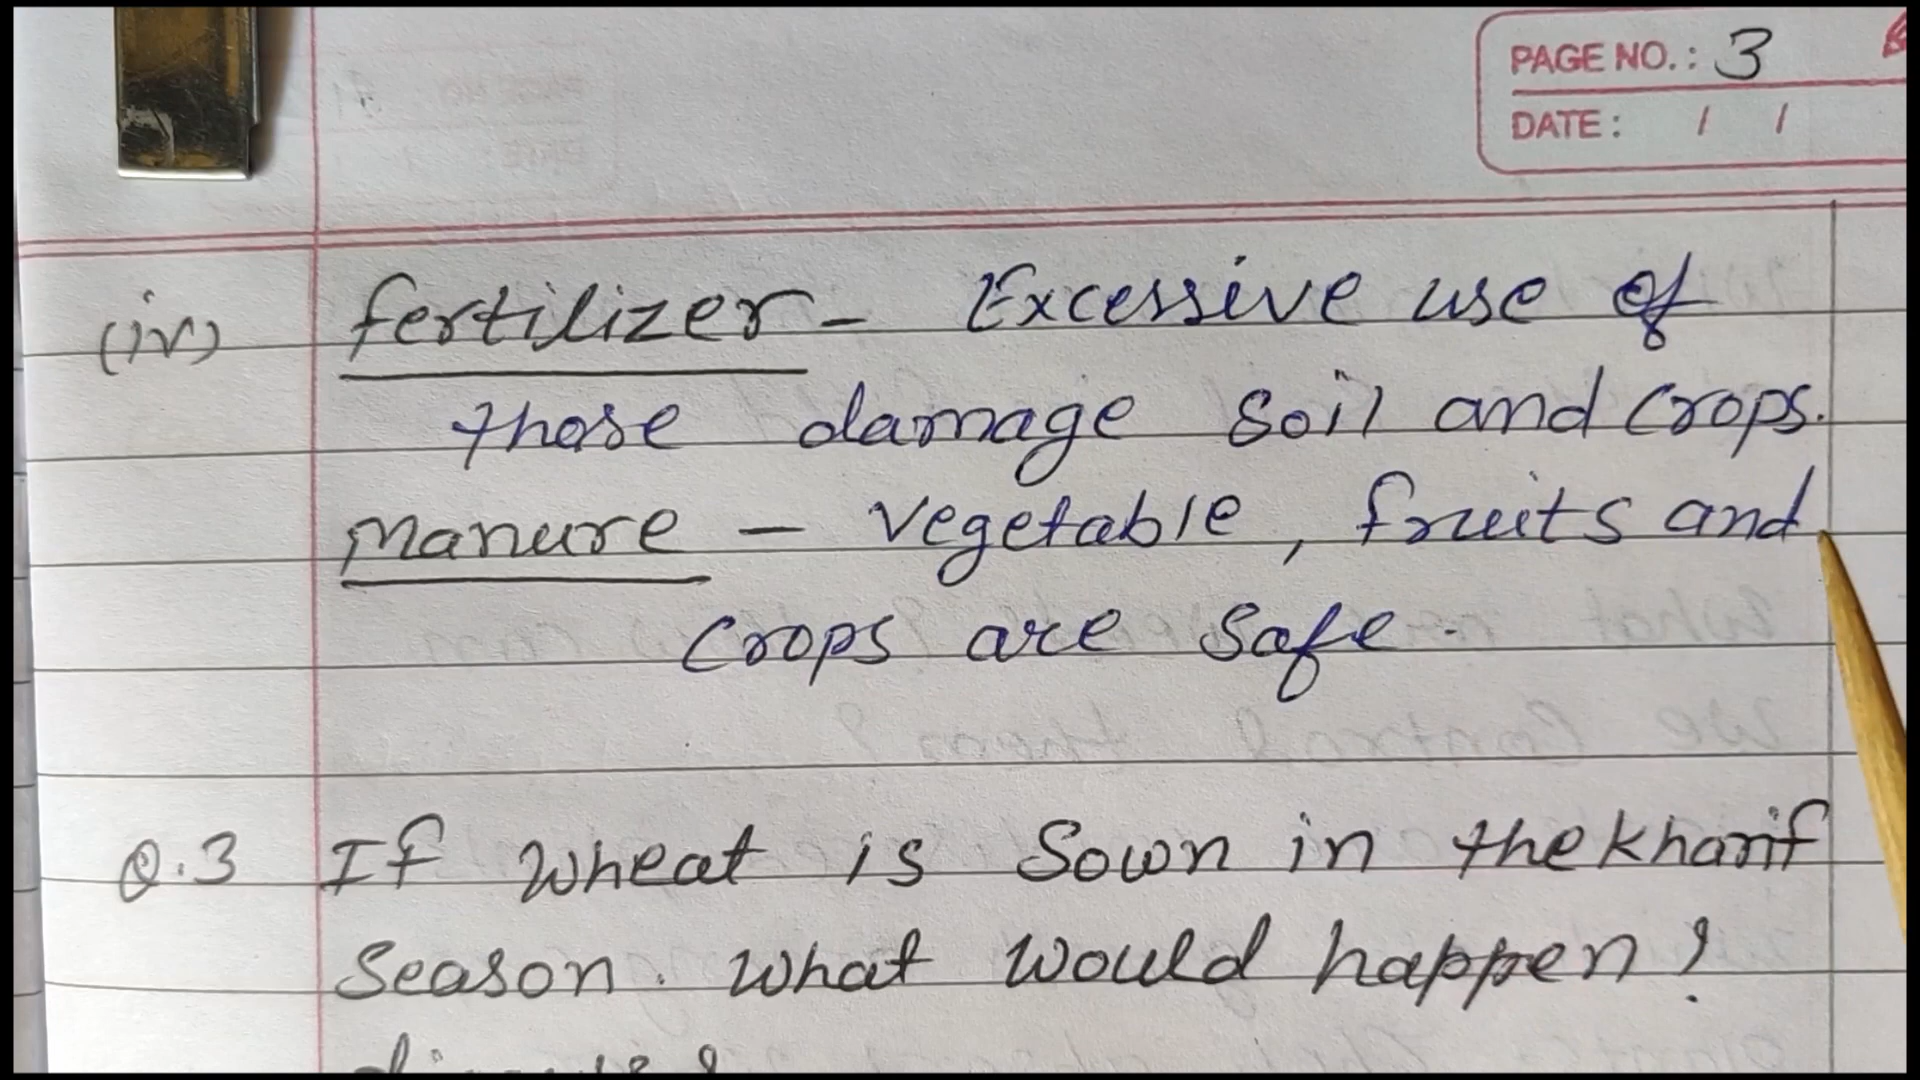 PAGE NO.: 3
DATE: / /
(iv) fertilizer - Excessive use of
those damage soil and crops.
Manure - vegetable, fruits and
crops are safe.
Q.3 If wheat is sown in the kharif
season. what would happen?